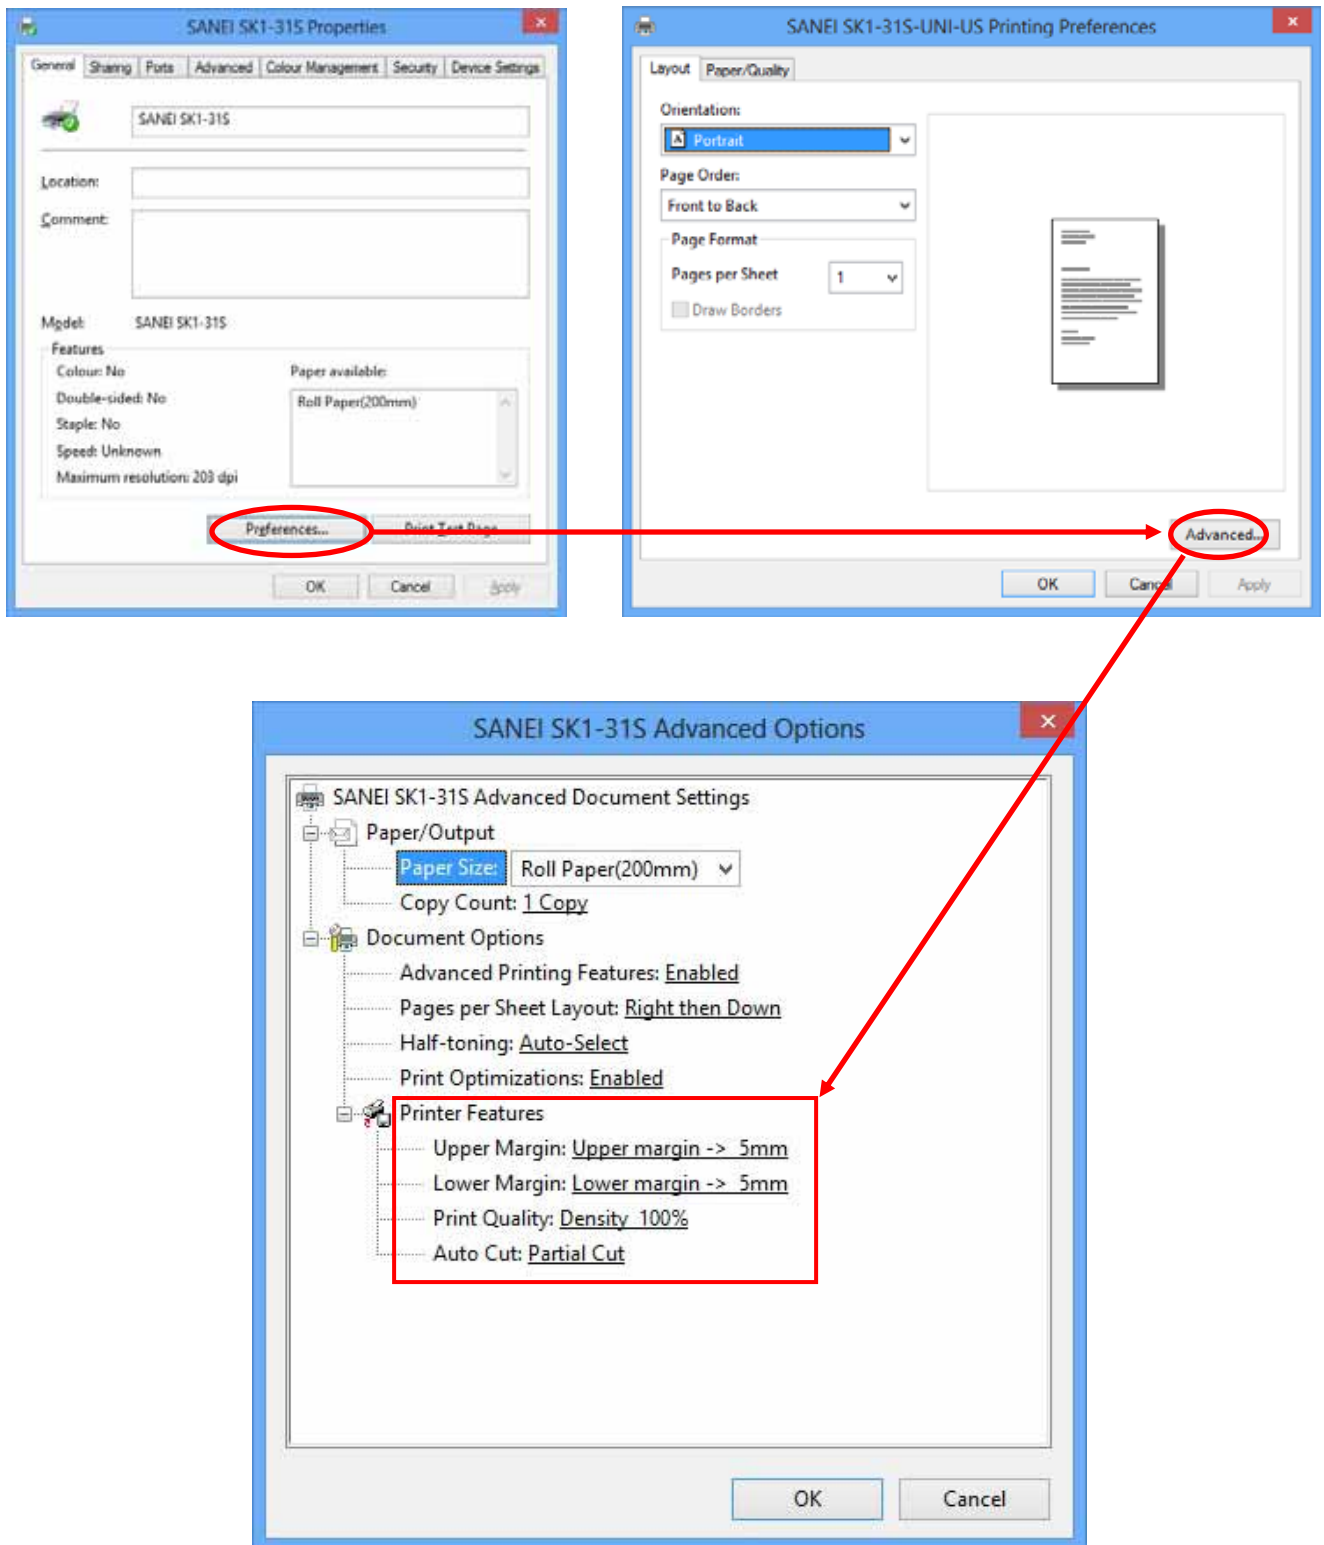 SANEI SK1-31S Properties
General Sharing Ports Advanced Colour Management Security Device Settings
SANEI SK1-31S
Location:
Comment:
Model: SANEI SK1-31S
Features
Colour: No
Double-sided: No
Staple: No
Speed: Unknown
Maximum resolution: 203 dpi
Paper available:
Roll Paper(200mm)
Preferences... Print Test Page
OK Cancel Apply
SANEI SK1-31S-UNI-US Printing Preferences
Layout Paper/Quality
Orientation:
Portrait
Page Order:
Front to Back
Page Format
Pages per Sheet 1
Draw Borders
Advanced...
OK Cancel Apply
SANEI SK1-31S Advanced Options
SANEI SK1-31S Advanced Document Settings
Paper/Output
Paper Size: Roll Paper(200mm)
Copy Count: 1 Copy
Document Options
Advanced Printing Features: Enabled
Pages per Sheet Layout: Right then Down
Half-toning: Auto-Select
Print Optimizations: Enabled
Printer Features
Upper Margin: Upper margin -> 5mm
Lower Margin: Lower margin -> 5mm
Print Quality: Density 100%
Auto Cut: Partial Cut
OK Cancel